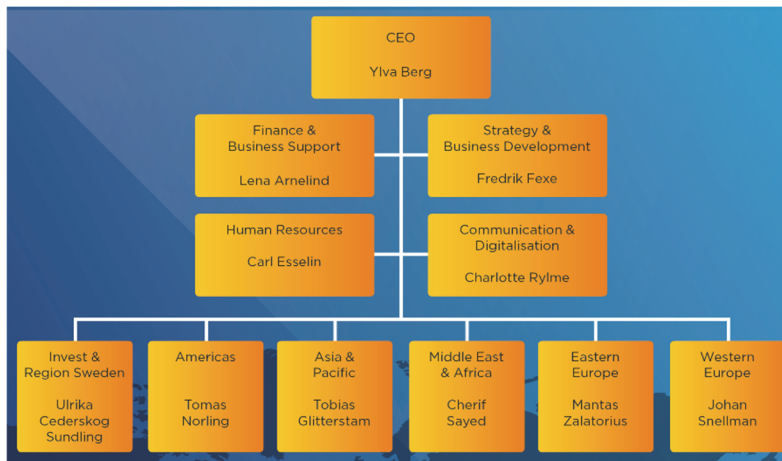 CEO
Ylva Berg
Finance &
Business Support
Lena Arnelind
Strategy &
Business Development
Fredrik Fexe
Human Resources
Carl Esselin
Communication &
Digitalisation
Charlotte Rylme
Invest &
Region Sweden
Ulrika
Cederskog
Sundling
Americas
Tomas
Norling
Asia &
Pacific
Tobias
Glitterstam
Middle East
& Africa
Cherif
Sayed
Eastern
Europe
Mantas
Zalatorius
Western
Europe
Johan
Snellman